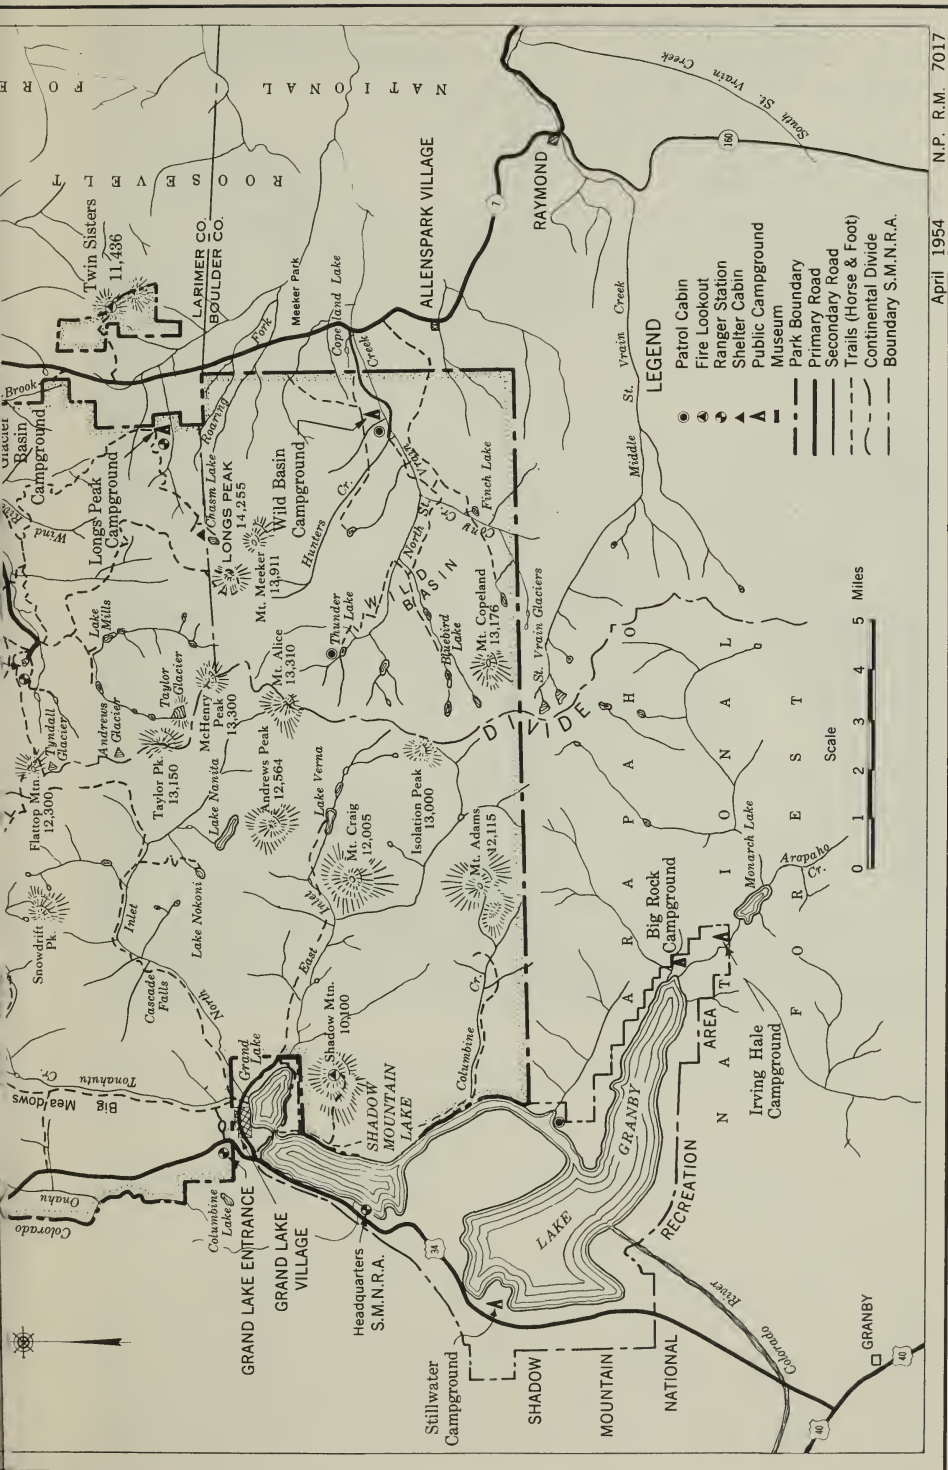 FORE
NATIONAL
ROOSEVELT
Twin Sisters
11,436
LARIMER CO.
BOULDER CO.
Meeker Park
Copeland Lake
Fork
Creek
ALLENSPARK VILLAGE
7
RAYMOND
160
South St. Vrain Creek
Middle St. Vrain Creek
Brook
Glacier
Basin
Campground
Longs Peak
Campground
Roaring
Wind
Chasm Lake
LONGS PEAK
14,255
Mt. Meeker
13,911
Wild Basin
Campground
Hunters Cr.
North St. Vrain
Cony Cr.
Finch Lake
WILD
BASIN
Thunder
Lake
Bluebird
Lake
Mt. Copeland
13,176
St. Vrain Glaciers
Mills
Lake
Flattop Mtn.
12,300
Tyndall
Glacier
Andrews
Glacier
Taylor
Glacier
Taylor Pk.
13,150
McHenry
Peak
13,300
Mt. Alice
13,310
Andrews Peak
12,564
Lake Nanita
Lake Verna
Mt. Craig
12,005
Isolation Peak
13,000
Mt. Adams
12,115
DIVIDE
Snowdrift
Pk.
Inlet
Lake Nokoni
Cascade
Falls
North
East
Inlet
Shadow Mtn.
10,100
Columbine Cr.
Tonahutu Cr.
Big
Meadows
Grand
Lake
SHADOW
MOUNTAIN
LAKE
Onahu
Colorado
Columbine
Lake
GRAND LAKE ENTRANCE
GRAND LAKE
VILLAGE
Headquarters
S.M.N.R.A.
34
LAKE GRANBY
Stillwater
Campground
SHADOW
MOUNTAIN
NATIONAL
RECREATION
AREA
Big Rock
Campground
Irving Hale
Campground
Monarch Lake
Arapaho
Cr.
ARAPAHO
NATIONAL
FOREST
Colorado River
GRANBY
40
40
LEGEND
Patrol Cabin
Fire Lookout
Ranger Station
Shelter Cabin
Public Campground
Museum
Park Boundary
Primary Road
Secondary Road
Trails (Horse & Foot)
Continental Divide
Boundary S.M.N.R.A.
Scale
0 1 2 3 4 5 Miles
April 1954 N.P. R.M. 7017